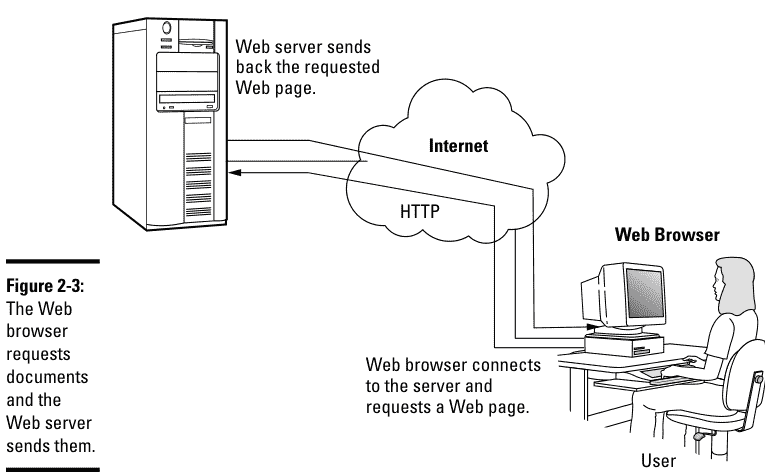 Web server sends
back the requested
Web page.
Internet
HTTP
Web Browser
Figure 2-3:
The Web
browser
requests
documents
and the
Web server
sends them.
Web browser connects
to the server and
requests a Web page.
User